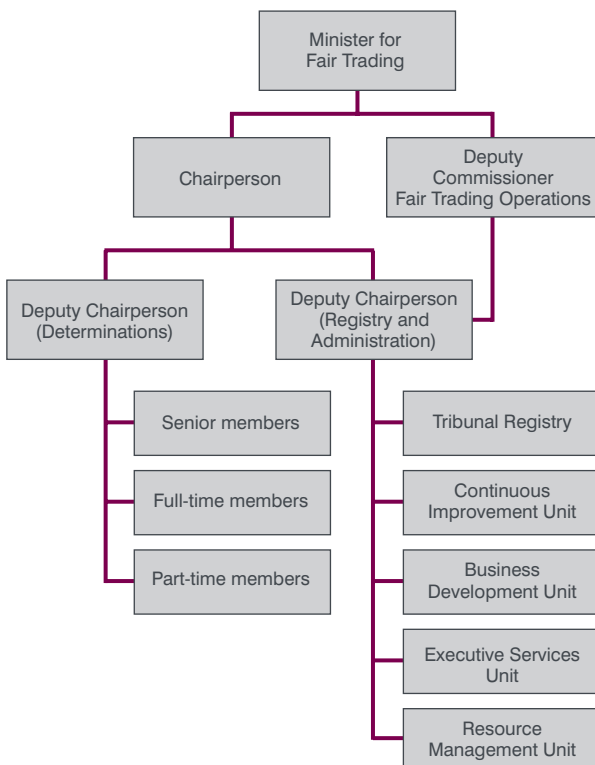 Minister for
Fair Trading
Chairperson
Deputy
Commissioner
Fair Trading Operations
Deputy Chairperson
(Determinations)
Deputy Chairperson
(Registry and
Administration)
Senior members
Full-time members
Part-time members
Tribunal Registry
Continuous
Improvement Unit
Business
Development Unit
Executive Services
Unit
Resource
Management Unit